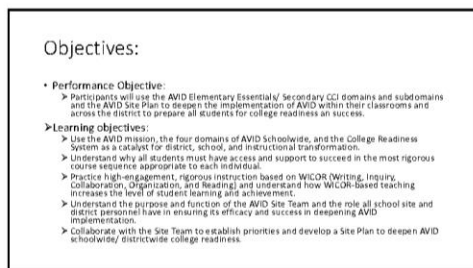 Objectives:
• Performance Objective:
➢ Participants will use the AVID Elementary Essentials/ Secondary CCI domains and subdomains
and the AVID Site Plan to deepen the implementation of AVID within their classrooms and
across the district to prepare all students for college readiness an success.
➢Learning objectives:
➢ Use the AVID mission, the four domains of AVID Schoolwide, and the College Readiness
System as a catalyst for district, school, and instructional transformation.
➢ Understand why all students must have access and support to succeed in the most rigorous
course sequence appropriate to each individual.
➢ Practice high-engagement, rigorous instruction based on WICOR (Writing, Inquiry,
Collaboration, Organization, and Reading) and understand how WICOR-based teaching
increases the level of student learning and achievement.
➢ Understand the purpose and function of the AVID Site Team and the role all school site and
district personnel have in ensuring its efficacy and success in deepening AVID
implementation.
➢ Collaborate with the Site Team to establish priorities and develop a Site Plan to deepen AVID
schoolwide/ districtwide college readiness.